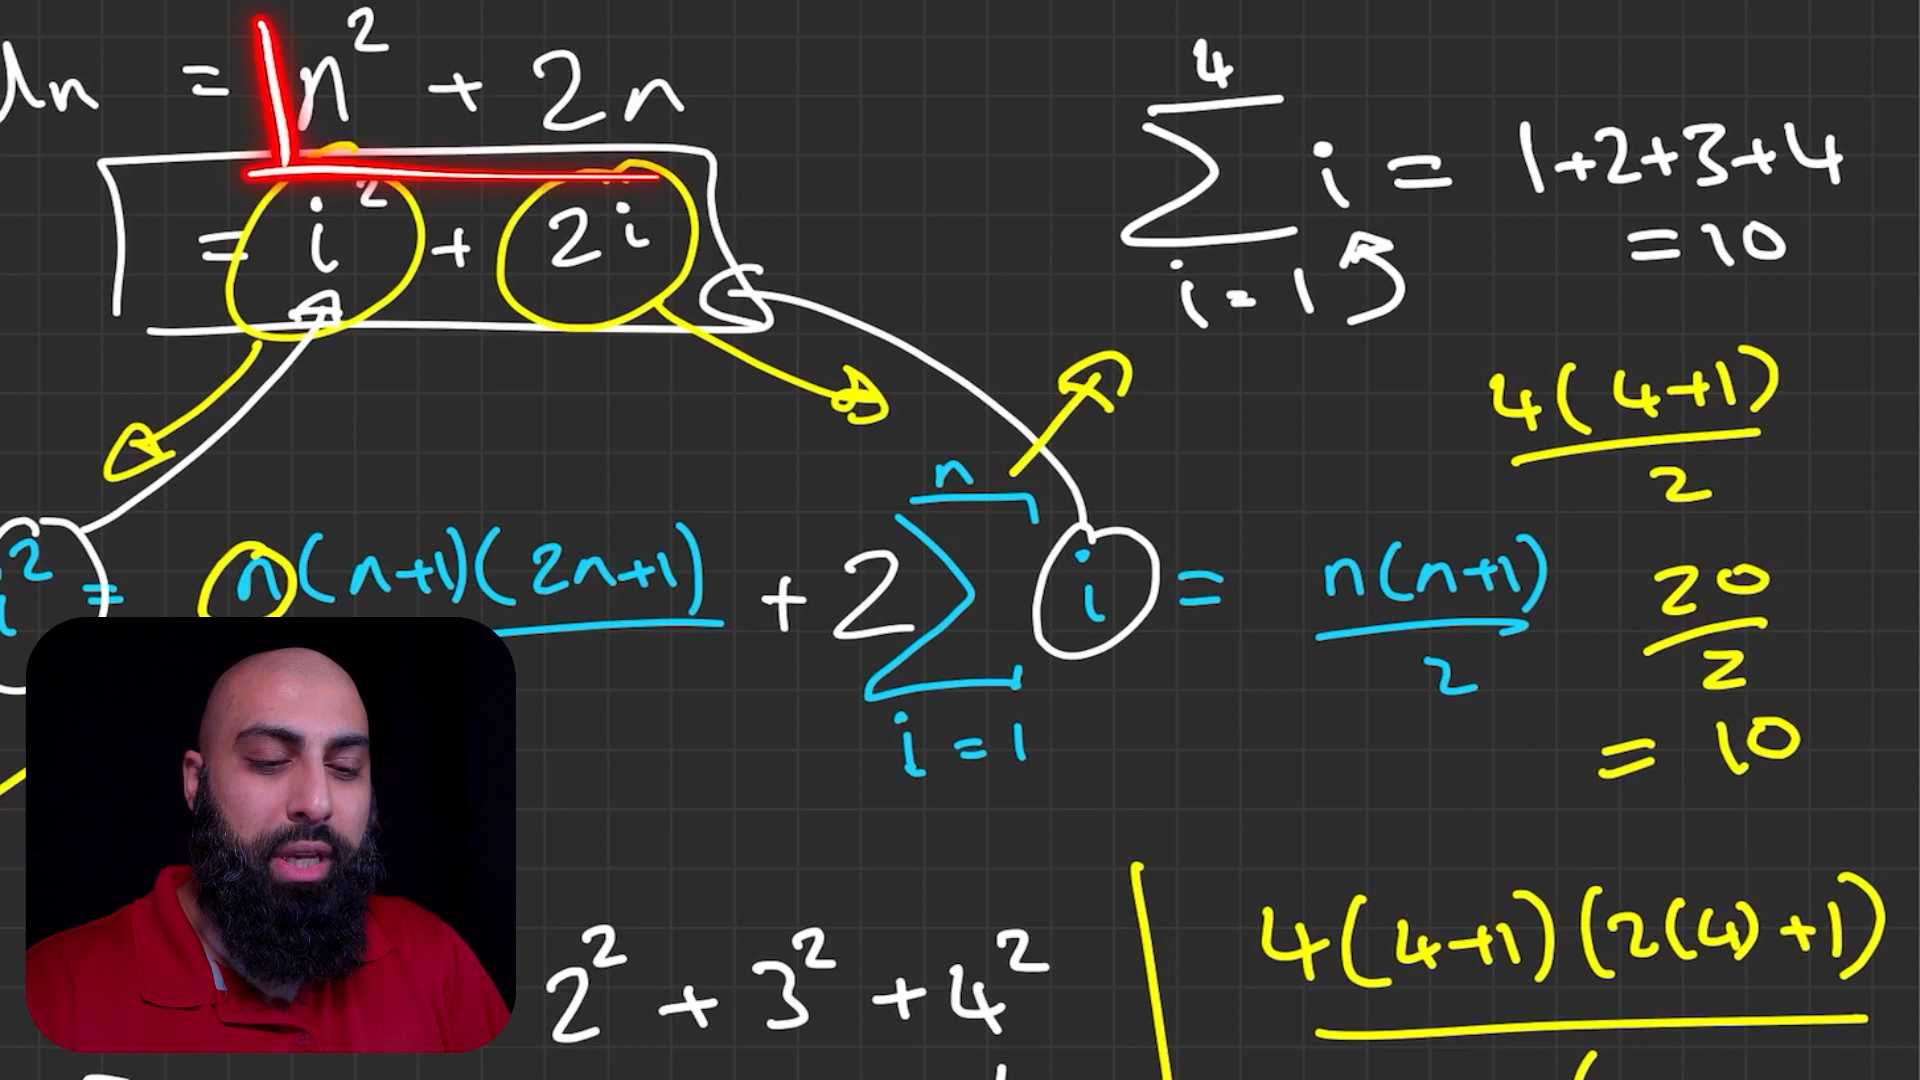 Un = n² + 2n
= i² + 2i
4
∑ i = 1+2+3+4
i = 1
= 10
4(4+1)
2
i² = n(n+1)(2n+1)
n
+ 2 ∑ i = n(n+1)
i = 1
2
20
2
= 10
2² + 3² + 4²
4(4+1)(2(4)+1)